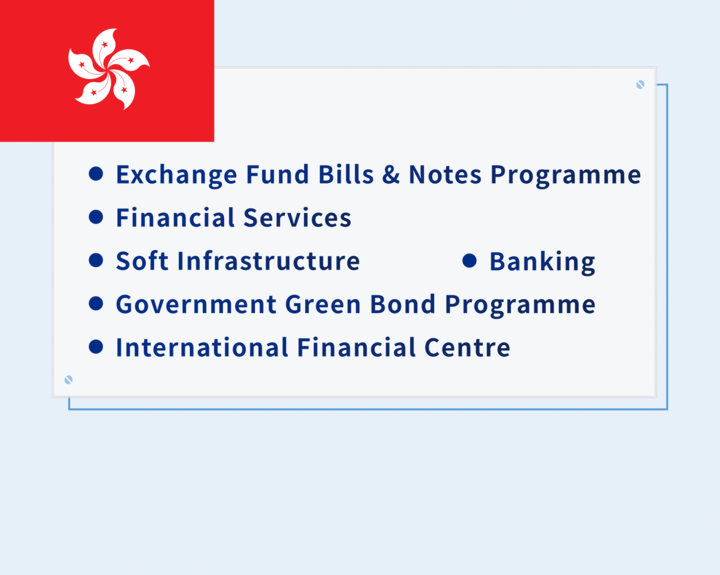 Exchange Fund Bills & Notes Programme
Financial Services
Soft Infrastructure
Banking
Government Green Bond Programme
International Financial Centre